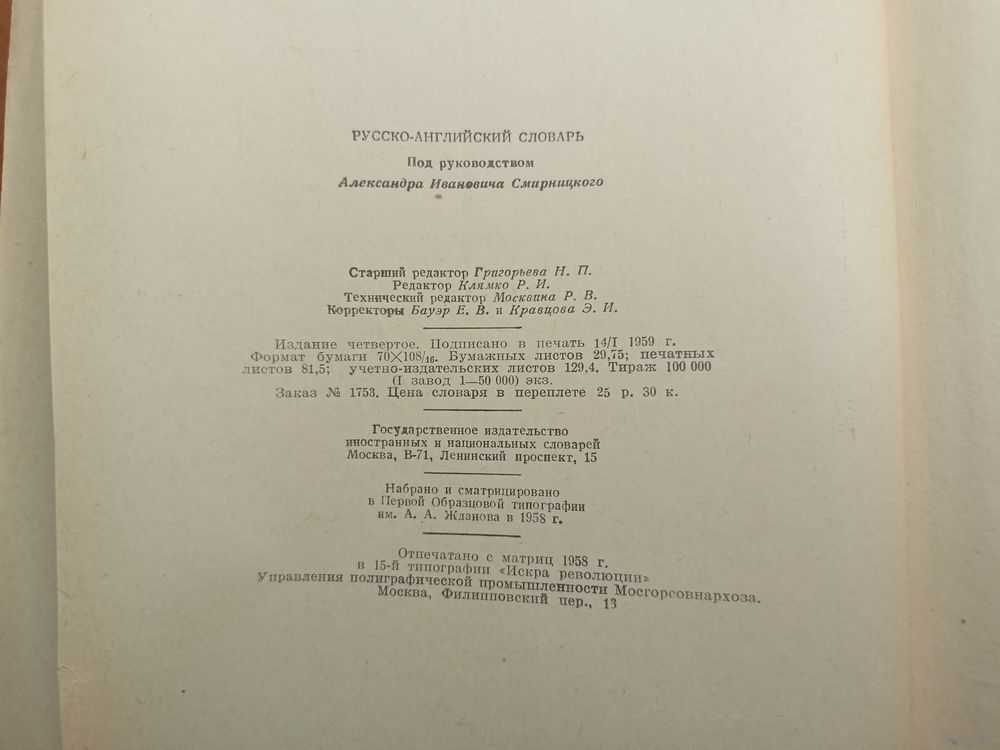 РУССКО-АНГЛИЙСКИЙ СЛОВАРЬ
Под руководством
Александра Ивановича Смирницкого
Старший редактор Григорьева Н. П.
Редактор Клямко Р. И.
Технический редактор Москвина Р. В.
Корректоры Бауэр Е. В. и Кравцова Э. И.
Издание четвертое. Подписано в печать 14/I 1959 г.
Формат бумаги 70×108/16. Бумажных листов 29,75; печатных
листов 81,5; учетно-издательских листов 129,4. Тираж 100 000
(I завод 1—50 000) экз.
Заказ № 1753. Цена словаря в переплете 25 р. 30 к.
Государственное издательство
иностранных и национальных словарей
Москва, В-71, Ленинский проспект, 15
Набрано и сматрицировано
в Первой Образцовой типографии
им. А. А. Жданова в 1958 г.
Отпечатано с матриц 1958 г.
в 15-й типографии «Искра революции»
Управления полиграфической промышленности Мосгорсовнархоза.
Москва, Филипповский пер., 13